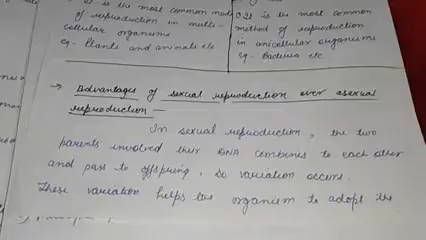 It is the most common mode
of reproduction in multi-
cellular organisms
eg - Plants and animals etc
It is the most common
method of reproduction
in unicellular organisms
eg - Bacteria etc
→ Advantages of sexual reproduction over asexual
reproduction -
In sexual reproduction, the two
parents involved their DNA combines to each other
and pass to offspring, so variation occurs.
These variation helps the organism to adopt the